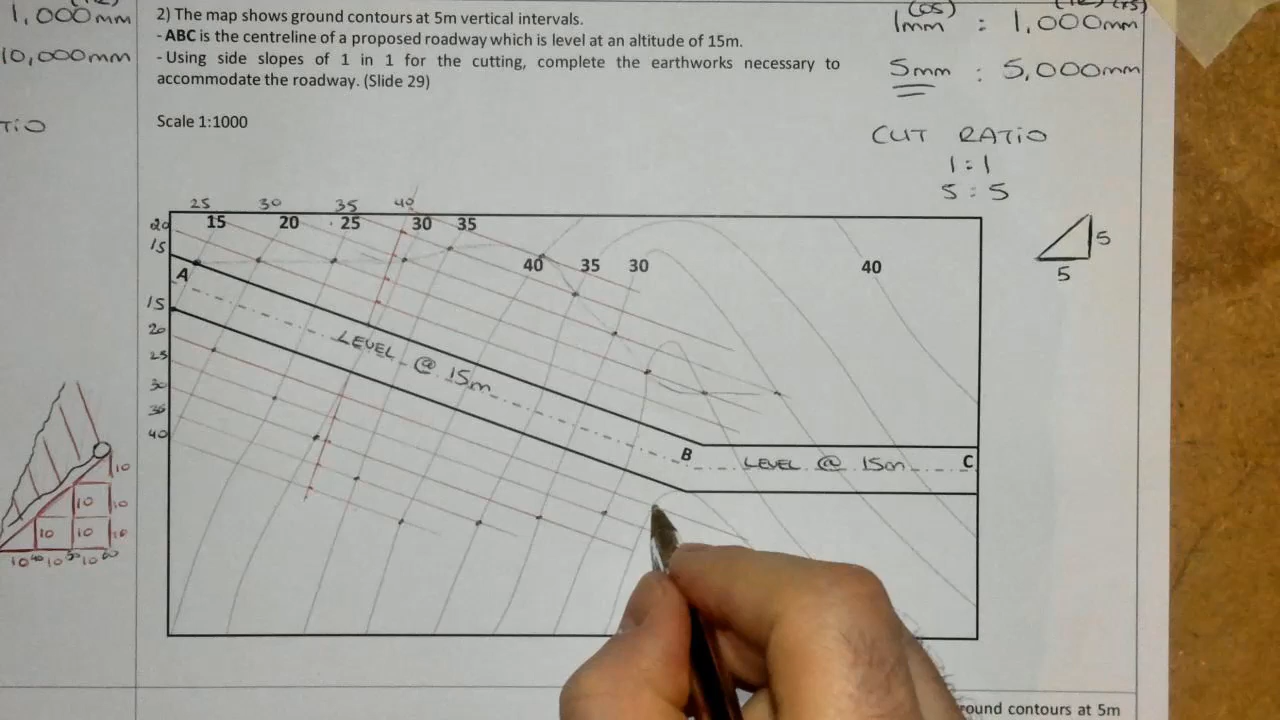 1,000mm
10,000mm
TIO
2) The map shows ground contours at 5m vertical intervals.
- ABC is the centreline of a proposed roadway which is level at an altitude of 15m.
- Using side slopes of 1 in 1 for the cutting, complete the earthworks necessary to
accommodate the roadway. (Slide 29)
Scale 1:1000
1mm : 1,000mm
5mm : 5,000mm
CUT RATIO
1:1
5:5
5
5
25 30 35 40
20 15 20 25 30 35
15
40 35 30 40
A
15
20
25
30
35
40
LEVEL @ 15m
B LEVEL @ 15m C
10
10 10
10 10 10
round contours at 5m